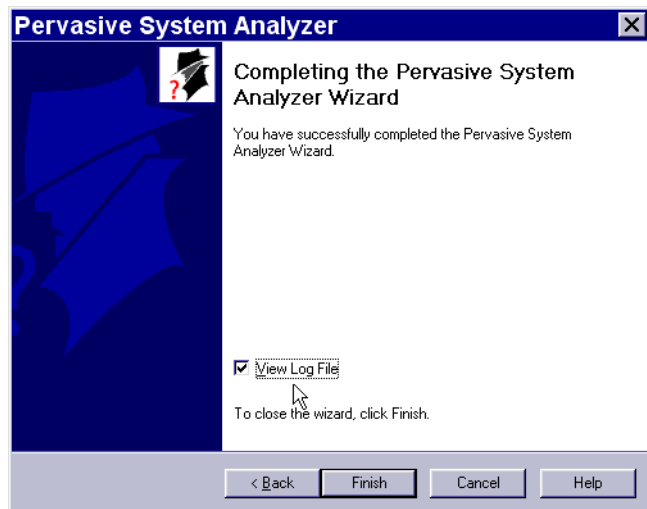 Pervasive System Analyzer
?
Completing the Pervasive System
Analyzer Wizard
You have successfully completed the Pervasive System
Analyzer Wizard.
View Log File
To close the wizard, click Finish.
< Back
Finish
Cancel
Help